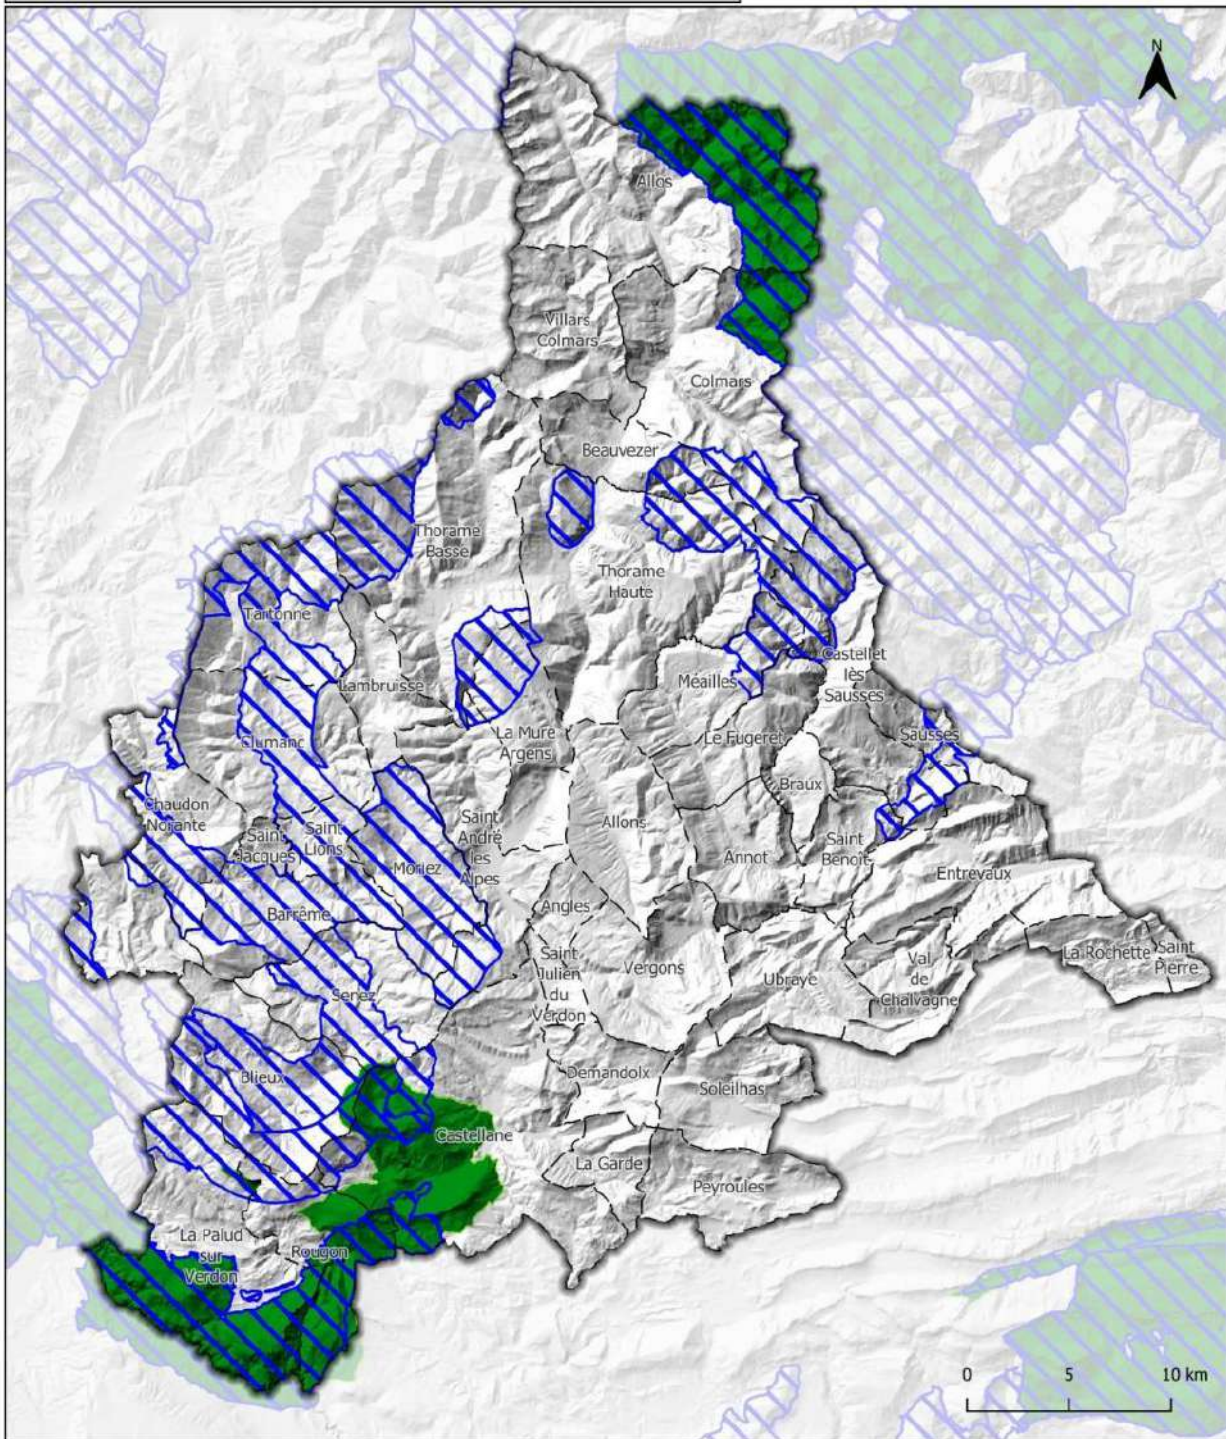 N
Allos
Villars
Colmars
Colmars
Beauvezer
Thorame
Basse
Thorame
Haute
Tartonne
Castellet
lès
Sausses
Lambruisse
Méailles
La Mure
Argens
Le Fugeret
Sausses
Clumanc
Braux
Chaudon
Norante
Saint
Jacques
Saint
Lions
Moriez
Saint
André
les
Alpes
Allons
Annot
Saint
Benoit
Entrevaux
Barrême
Angles
Saint
Julien
du
Verdon
Vergons
Ubraye
Val
de
Chalvagne
La Rochette
Saint
Pierre
Senez
Blieux
Demandolx
Soleilhas
Castellane
La Garde
Peyroules
La Palud
sur
Verdon
Rougon
0 5 10 km